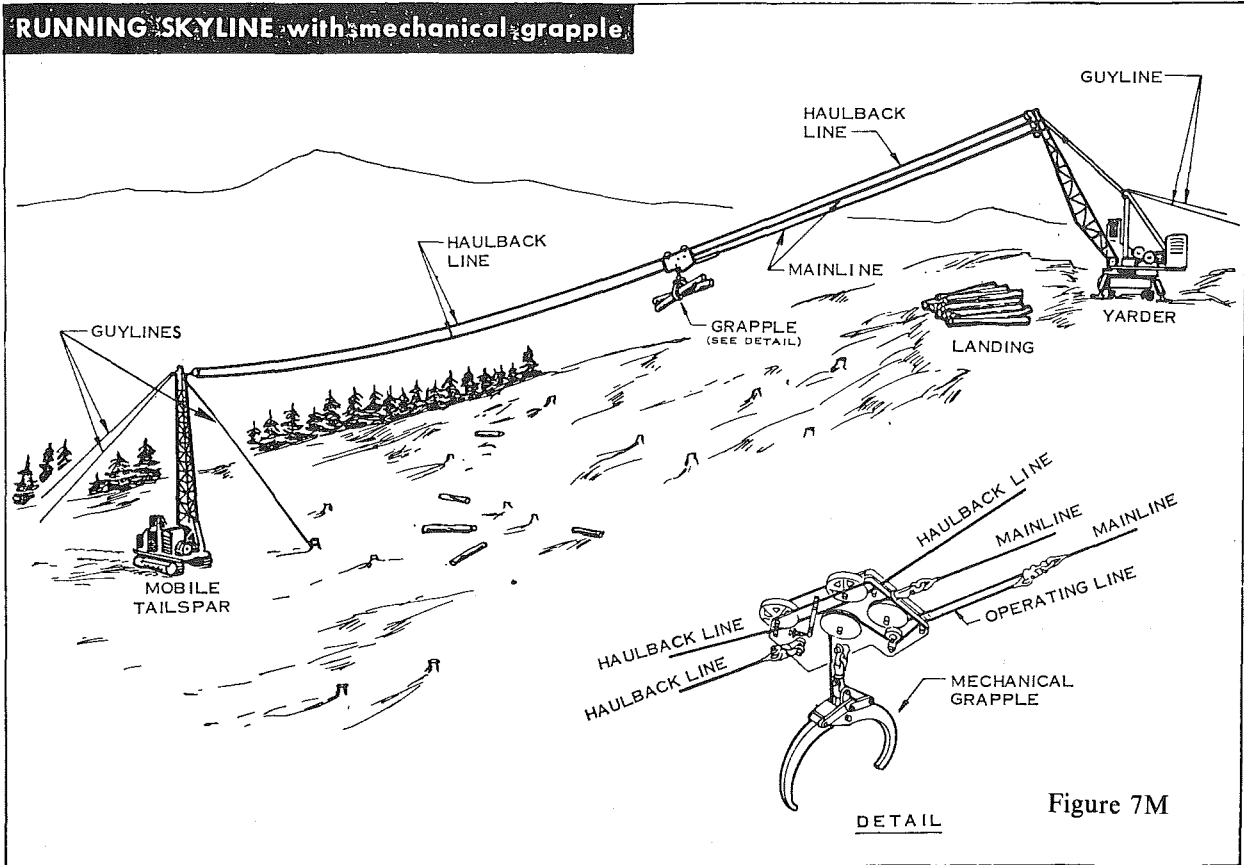 RUNNING SKYLINE with mechanical grapple
GUYLINE
HAULBACK
LINE
HAULBACK
LINE
MAINLINE
GUYLINES
GRAPPLE
(SEE DETAIL)
LANDING
YARDER
MOBILE
TAILSPAR
HAULBACK LINE
MAINLINE
MAINLINE
OPERATING LINE
HAULBACK LINE
HAULBACK LINE
MECHANICAL
GRAPPLE
DETAIL
Figure 7M